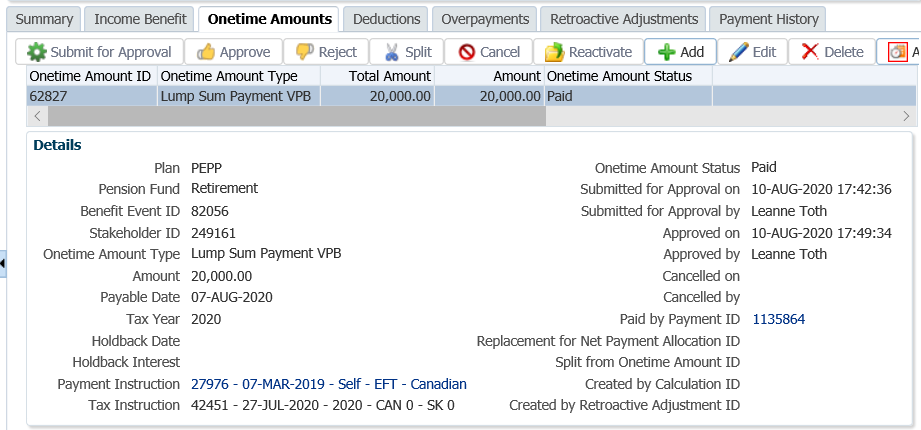 Summary Income Benefit Onetime Amounts Deductions Overpayments Retroactive Adjustments Payment History
Submit for Approval Approve Reject Split Cancel Reactivate Add Edit Delete A
Onetime Amount ID Onetime Amount Type Total Amount Amount Onetime Amount Status
62827 Lump Sum Payment VPB 20,000.00 20,000.00 Paid
Details
Plan PEPP Onetime Amount Status Paid
Pension Fund Retirement Submitted for Approval on 10-AUG-2020 17:42:36
Benefit Event ID 82056 Submitted for Approval by Leanne Toth
Stakeholder ID 249161 Approved on 10-AUG-2020 17:49:34
Onetime Amount Type Lump Sum Payment VPB Approved by Leanne Toth
Amount 20,000.00 Cancelled on
Payable Date 07-AUG-2020 Cancelled by
Tax Year 2020 Paid by Payment ID 1135864
Holdback Date Replacement for Net Payment Allocation ID
Holdback Interest Split from Onetime Amount ID
Payment Instruction 27976 - 07-MAR-2019 - Self - EFT - Canadian Created by Calculation ID
Tax Instruction 42451 - 27-JUL-2020 - 2020 - CAN 0 - SK 0 Created by Retroactive Adjustment ID